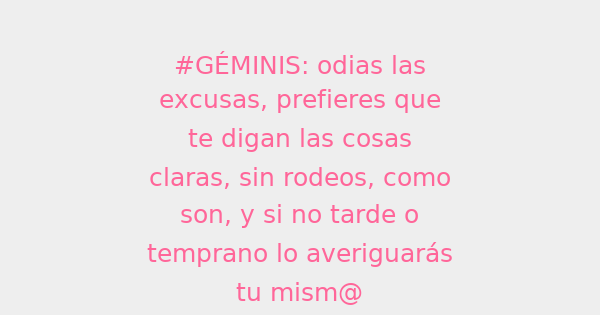 #GÉMINIS: odias las
excusas, prefieres que
te digan las cosas
claras, sin rodeos, como
son, y si no tarde o
temprano lo averiguarás
tu mism@